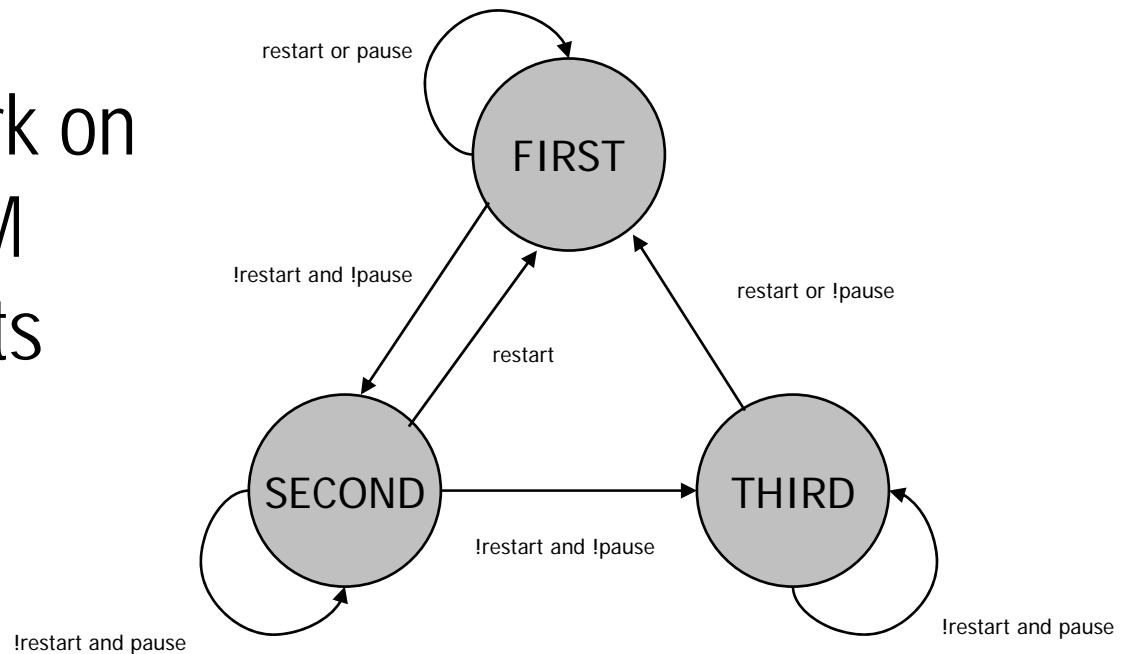 restart or pause
rk on
FIRST
M
!restart and !pause
restart or !pause
ts
restart
SECOND
THIRD
!restart and !pause
!restart and pause
!restart and pause